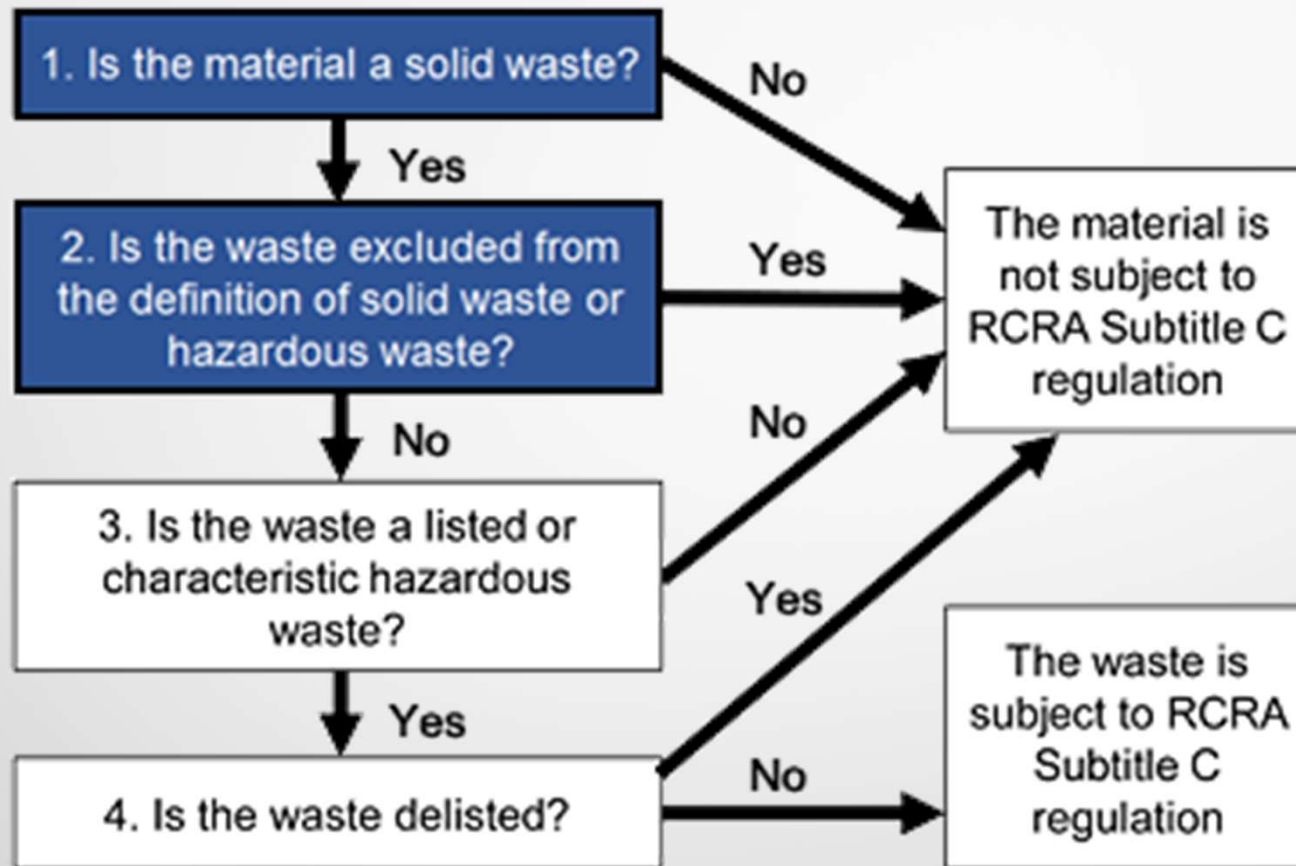 1. Is the material a solid waste?
No
Yes
2. Is the waste excluded from
the definition of solid waste or
hazardous waste?
Yes
The material is
not subject to
RCRA Subtitle C
regulation
No
No
3. Is the waste a listed or
characteristic hazardous
waste?
Yes
Yes
4. Is the waste delisted?
No
The waste is
subject to RCRA
Subtitle C
regulation